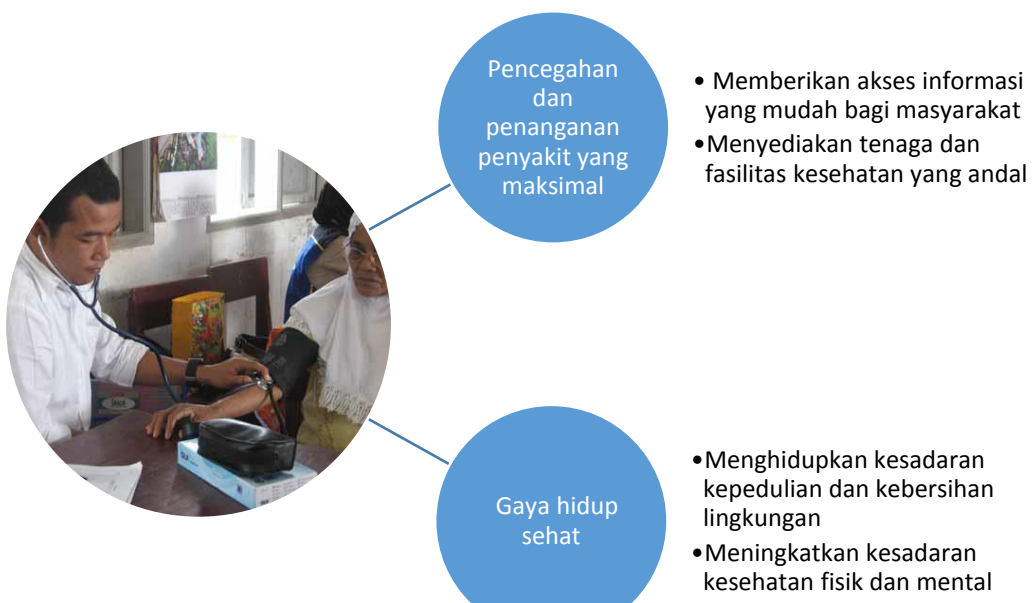 Pencegahan
dan
penanganan
penyakit yang
maksimal
• Memberikan akses informasi
yang mudah bagi masyarakat
•Menyediakan tenaga dan
fasilitas kesehatan yang andal
Gaya hidup
sehat
•Menghidupkan kesadaran
kepedulian dan kebersihan
lingkungan
•Meningkatkan kesadaran
kesehatan fisik dan mental